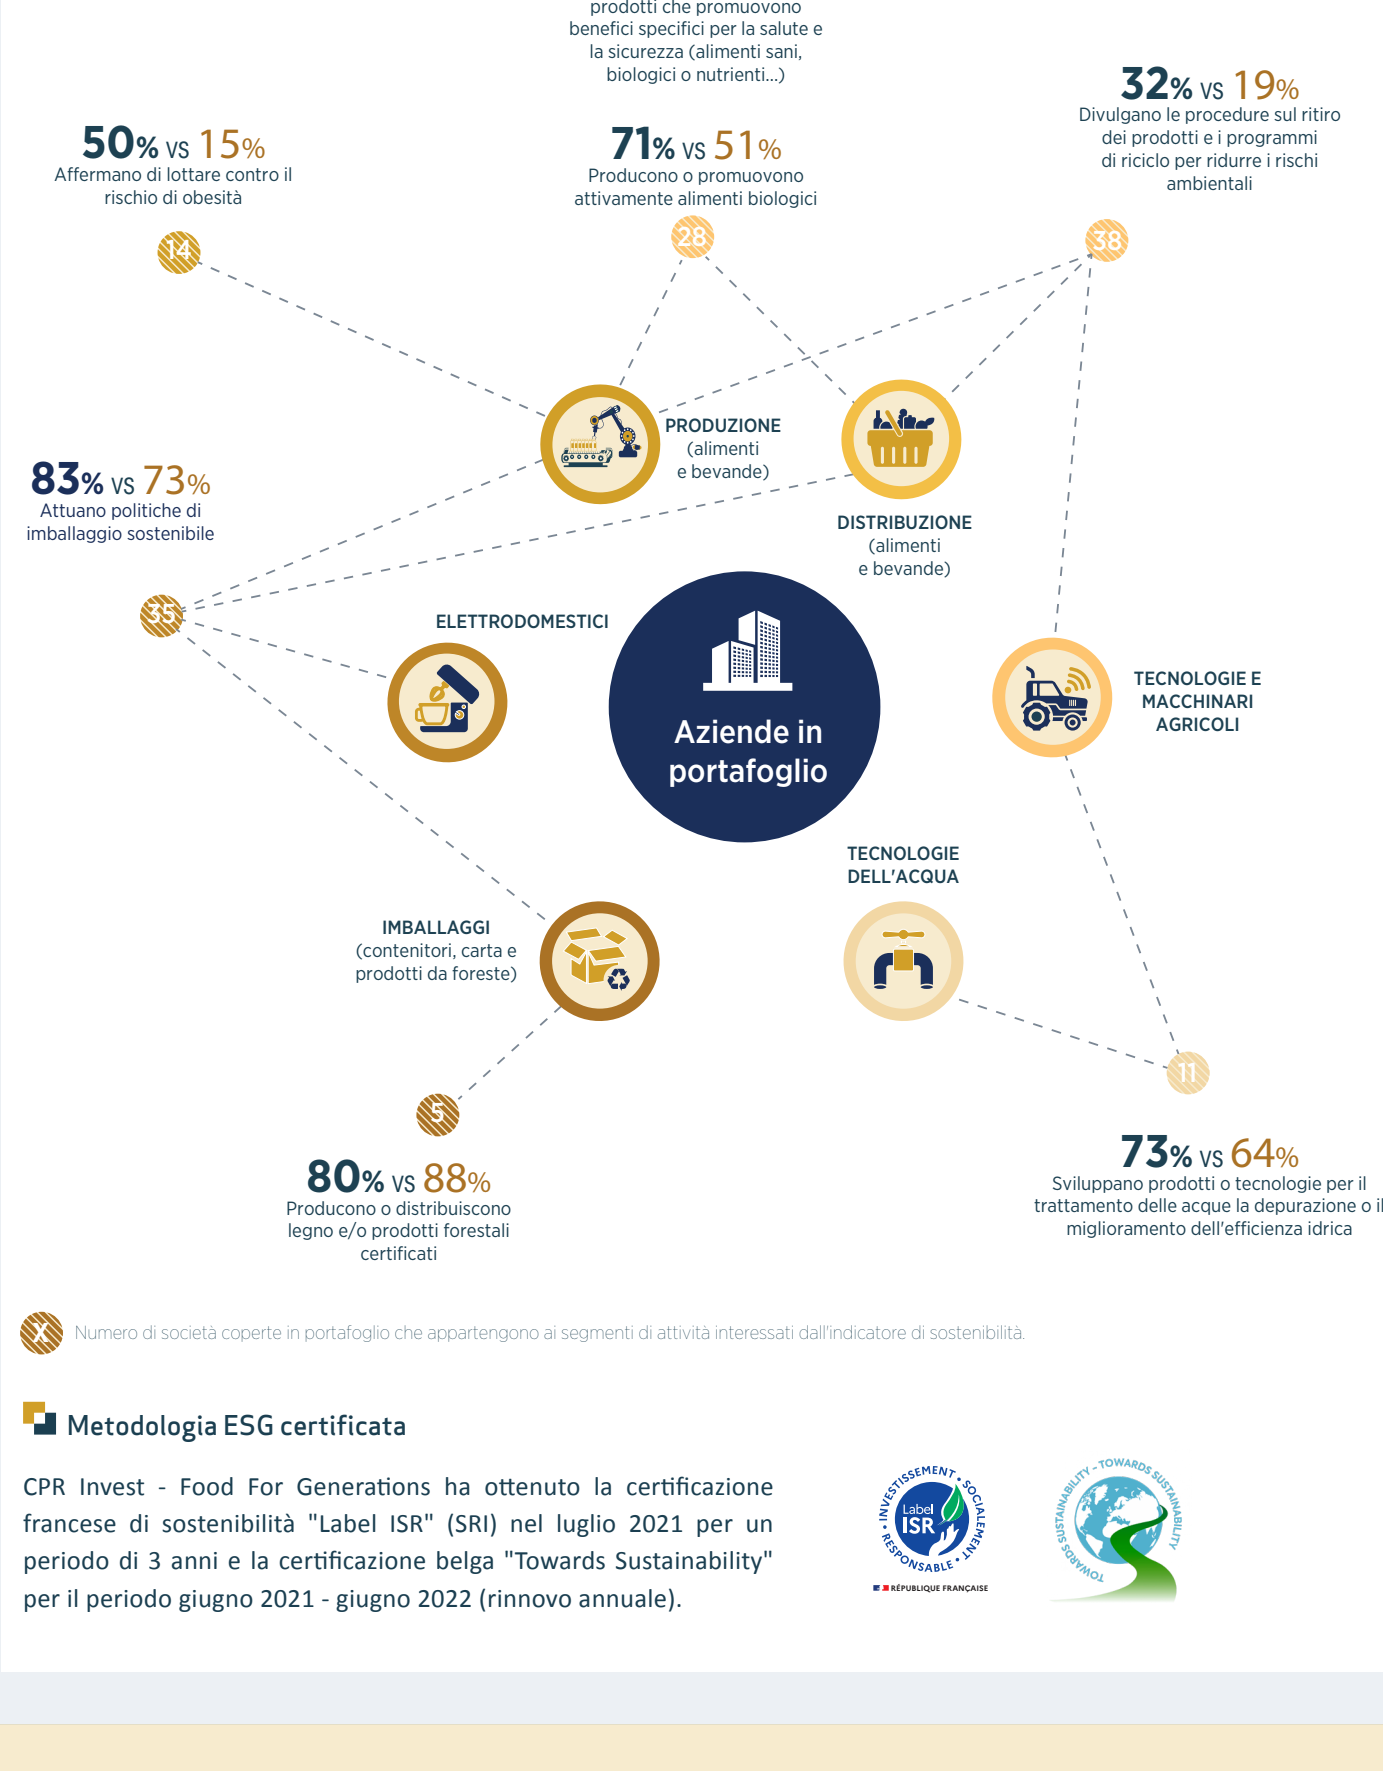 prodotti che promuovono
benefici specifici per la salute e
la sicurezza (alimenti sani,
biologici o nutrienti...)
32% VS 19%
Divulgano le procedure sul ritiro
dei prodotti e i programmi
di riciclo per ridurre i rischi
ambientali
50% VS 15%
Affermano di lottare contro il
rischio di obesità
71% VS 51%
Producono o promuovono
attivamente alimenti biologici
14
28
38
PRODUZIONE
(alimenti
e bevande)
83% VS 73%
Attuano politiche di
imballaggio sostenibile
DISTRIBUZIONE
(alimenti
e bevande)
35
ELETTRODOMESTICI
Aziende in
portafoglio
TECNOLOGIE E
MACCHINARI
AGRICOLI
TECNOLOGIE
DELL'ACQUA
IMBALLAGGI
(contenitori, carta e
prodotti da foreste)
11
5
80% VS 88%
Producono o distribuiscono
legno e/o prodotti forestali
certificati
73% VS 64%
Sviluppano prodotti o tecnologie per il
trattamento delle acque la depurazione o il
miglioramento dell'efficienza idrica
X Numero di società coperte in portafoglio che appartengono ai segmenti di attività interessati dall'indicatore di sostenibilità.
Metodologia ESG certificata
CPR Invest - Food For Generations ha ottenuto la certificazione
francese di sostenibilità "Label ISR" (SRI) nel luglio 2021 per un
periodo di 3 anni e la certificazione belga "Towards Sustainability"
per il periodo giugno 2021 - giugno 2022 (rinnovo annuale).
INVESTISSEMENT • SOCIALEMENT • RESPONSABLE •
Label
ISR
RÉPUBLIQUE FRANÇAISE
TOWARDS SUSTAINABILITY - TOWARDS SUSTAINABILITY